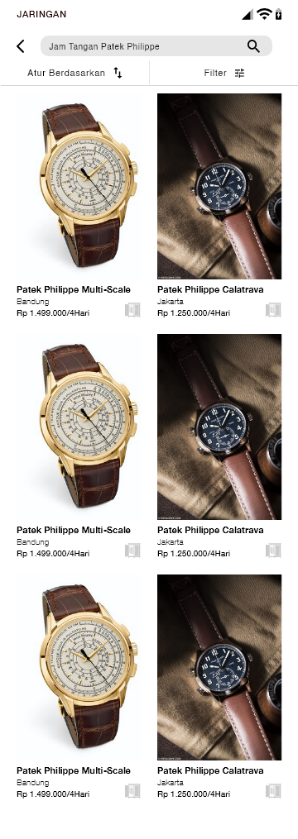 JARINGAN
Jam Tangan Patek Philippe
Atur Berdasarkan
Filter
Patek Philippe Multi-Scale
Bandung
Rp 1.499.000/4Hari
Patek Philippe Calatrava
Jakarta
Rp 1.250.000/4Hari
Patek Philippe Multi-Scale
Bandung
Rp 1.499.000/4Hari
Patek Philippe Calatrava
Jakarta
Rp 1.250.000/4Hari
Patek Philippe Multi-Scale
Bandung
Rp 1.499.000/4Hari
Patek Philippe Calatrava
Jakarta
Rp 1.250.000/4Hari